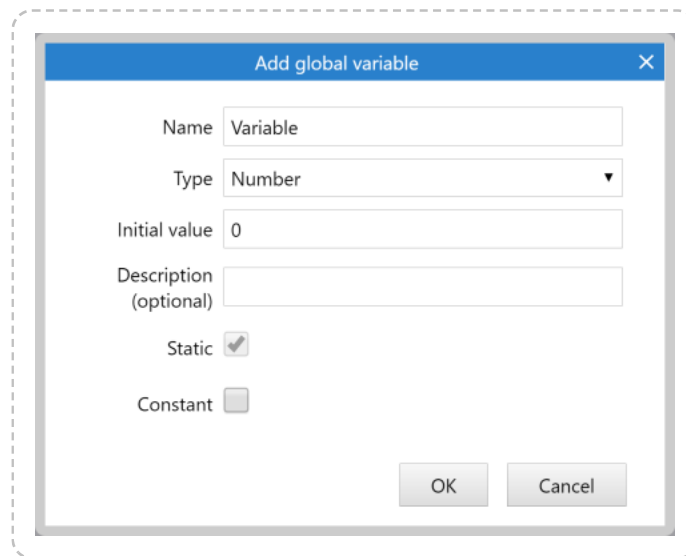 Add global variable
Name Variable
Type Number
Initial value 0
Description
(optional)
Static
Constant
OK Cancel